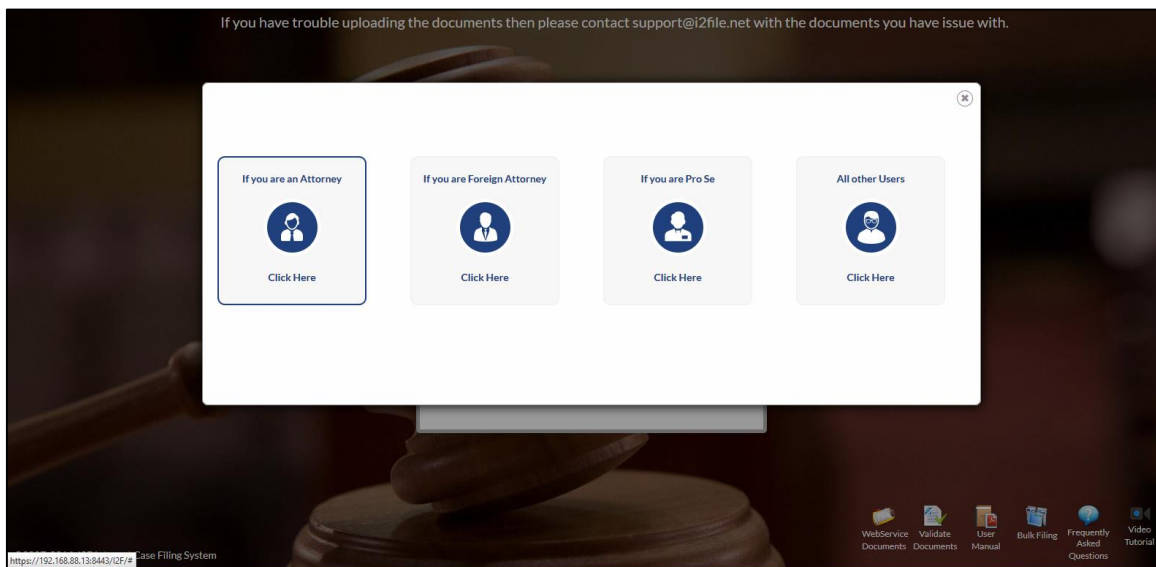 If you have trouble uploading the documents then please contact support@i2file.net with the documents you have issue with.
If you are an Attorney
Click Here
If you are Foreign Attorney
Click Here
If you are Pro Se
Click Here
All other Users
Click Here
WebService
Documents
Validate
Documents
User
Manual
Bulk Filing
Frequently
Asked
Questions
Video
Tutorial
Case Filing System
https://192.168.88.13:8443/I2F/#